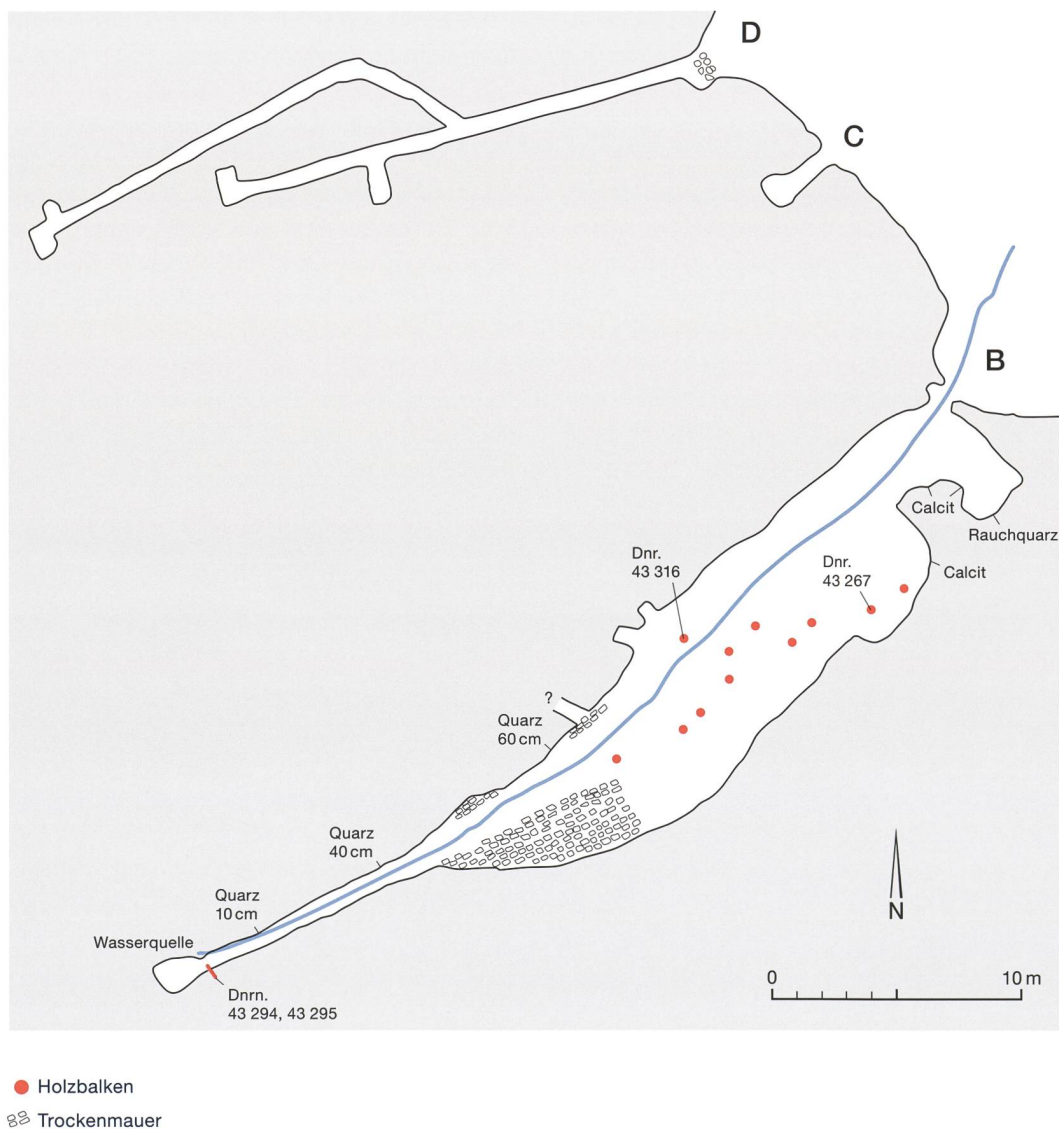 D
C
B
Calcit
Rauchquarz
Dnr.
43 316
Dnr.
43 267
Calcit
?
Quarz
60 cm
Quarz
40 cm
Quarz
10 cm
N
Wasserquelle
0 10 m
Dnrn.
43 294, 43 295
Holzbalken
Trockenmauer